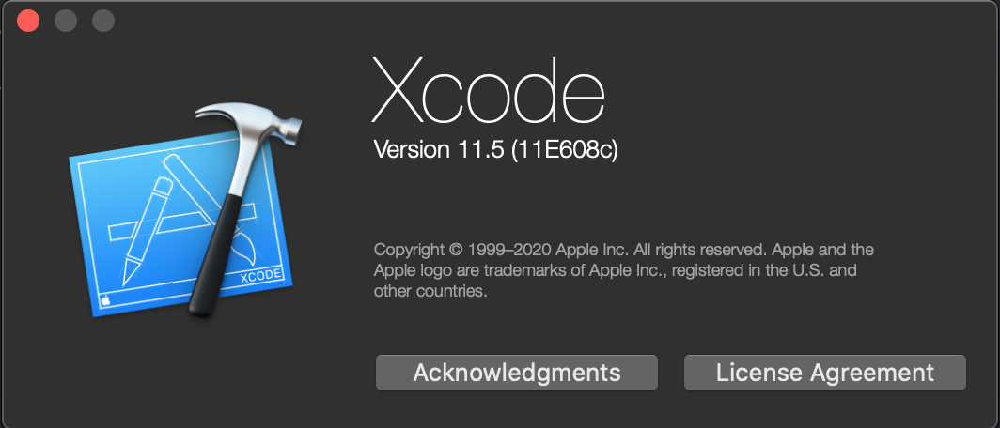 Xcode
Version 11.5 (11E608c)
Copyright © 1999–2020 Apple Inc. All rights reserved. Apple and the
Apple logo are trademarks of Apple Inc., registered in the U.S. and
other countries.
XCODE
Acknowledgments
License Agreement